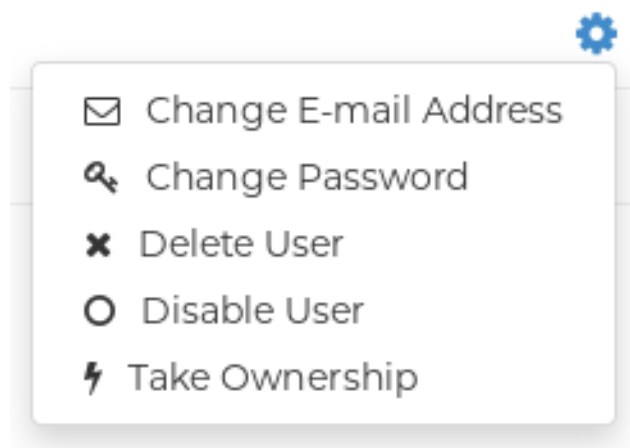 Change E-mail Address
Change Password
Delete User
Disable User
Take Ownership